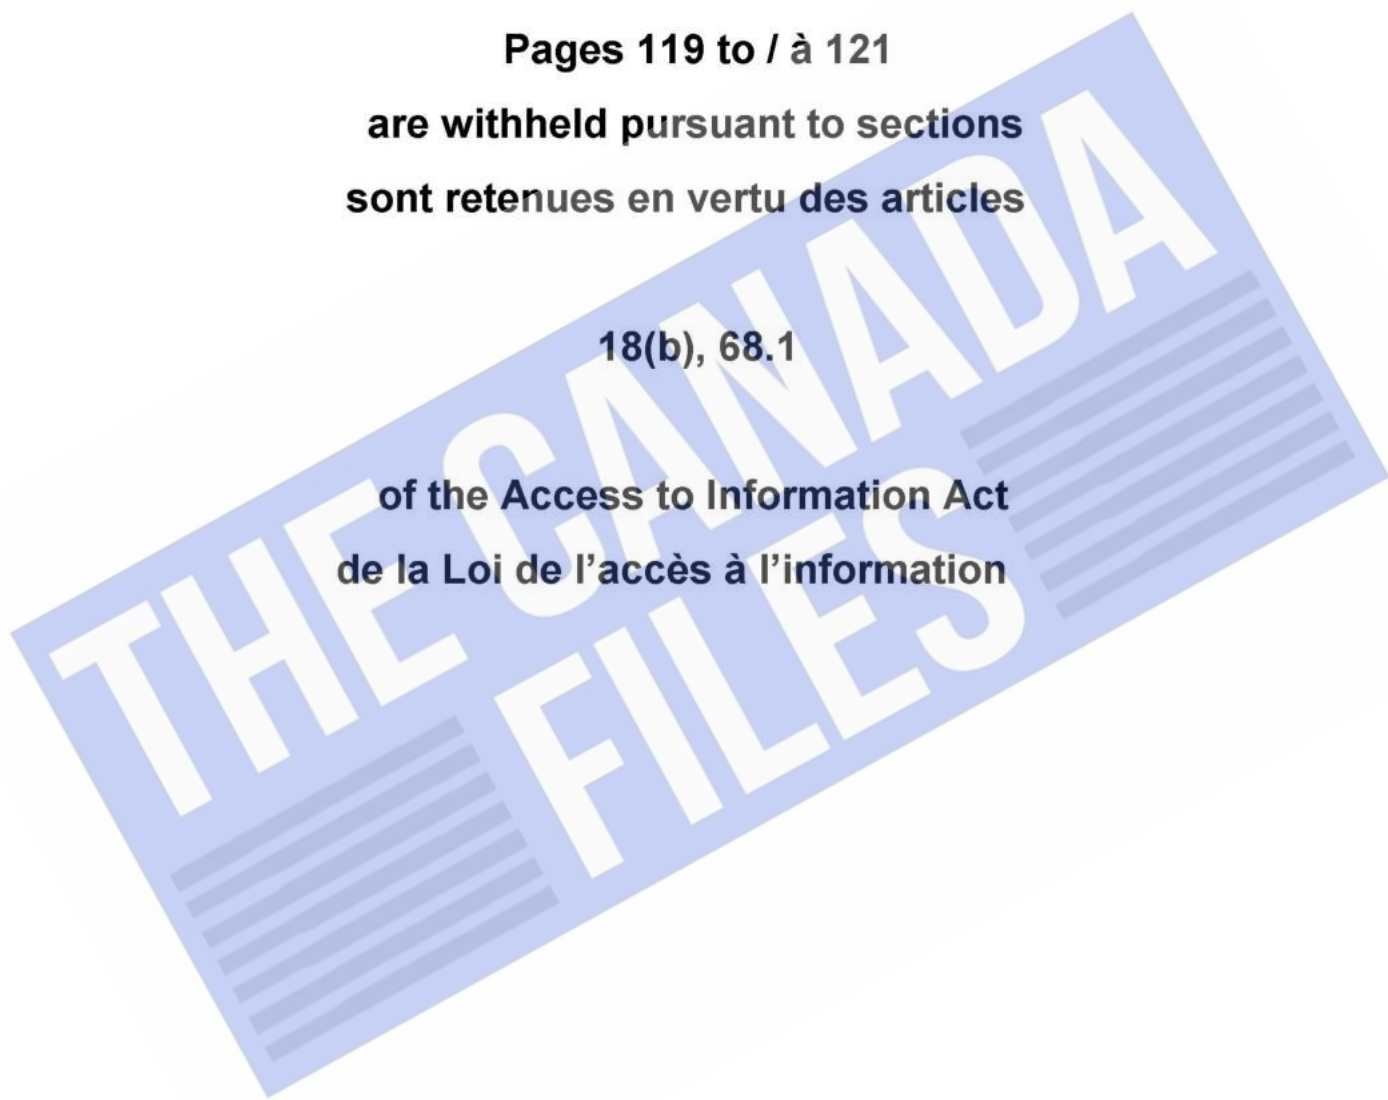 Pages 119 to / à 121
are withheld pursuant to sections
sont retenues en vertu des articles
18(b), 68.1
of the Access to Information Act
de la Loi de l’accès à l’information
THE CANADA
FILES